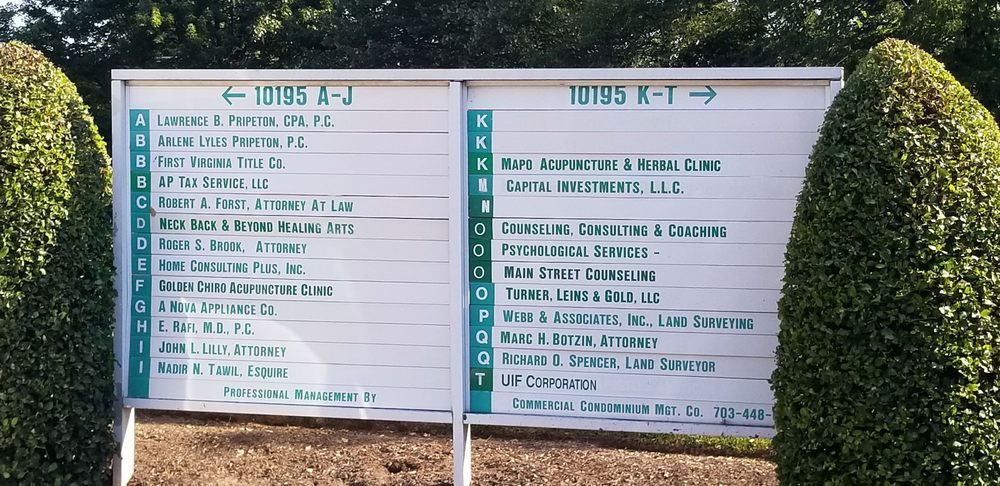 ← 10195 A-J
A LAWRENCE B. PRIPETON, CPA, P.C.
B ARLENE LYLES PRIPETON, P.C.
B FIRST VIRGINIA TITLE CO.
B AP TAX SERVICE, LLC
C ROBERT A. FORST, ATTORNEY AT LAW
D NECK BACK & BEYOND HEALING ARTS
D ROGER S. BROOK, ATTORNEY
E HOME CONSULTING PLUS, INC.
F GOLDEN CHIRO ACUPUNCTURE CLINIC
G A NOVA APPLIANCE CO.
H E. RAFI, M.D., P.C.
I JOHN L. LILLY, ATTORNEY
I NADIR N. TAWIL, ESQUIRE
PROFESSIONAL MANAGEMENT BY
10195 K-T →
K
K
K MAPO ACUPUNCTURE & HERBAL CLINIC
M CAPITAL INVESTMENTS, L.L.C.
N
O COUNSELING, CONSULTING & COACHING
O PSYCHOLOGICAL SERVICES -
O MAIN STREET COUNSELING
O TURNER, LEINS & GOLD, LLC
P WEBB & ASSOCIATES, INC., LAND SURVEYING
Q MARC H. BOTZIN, ATTORNEY
Q RICHARD O. SPENCER, LAND SURVEYOR
T UIF CORPORATION
COMMERCIAL CONDOMINIUM MGT. CO. 703-448-